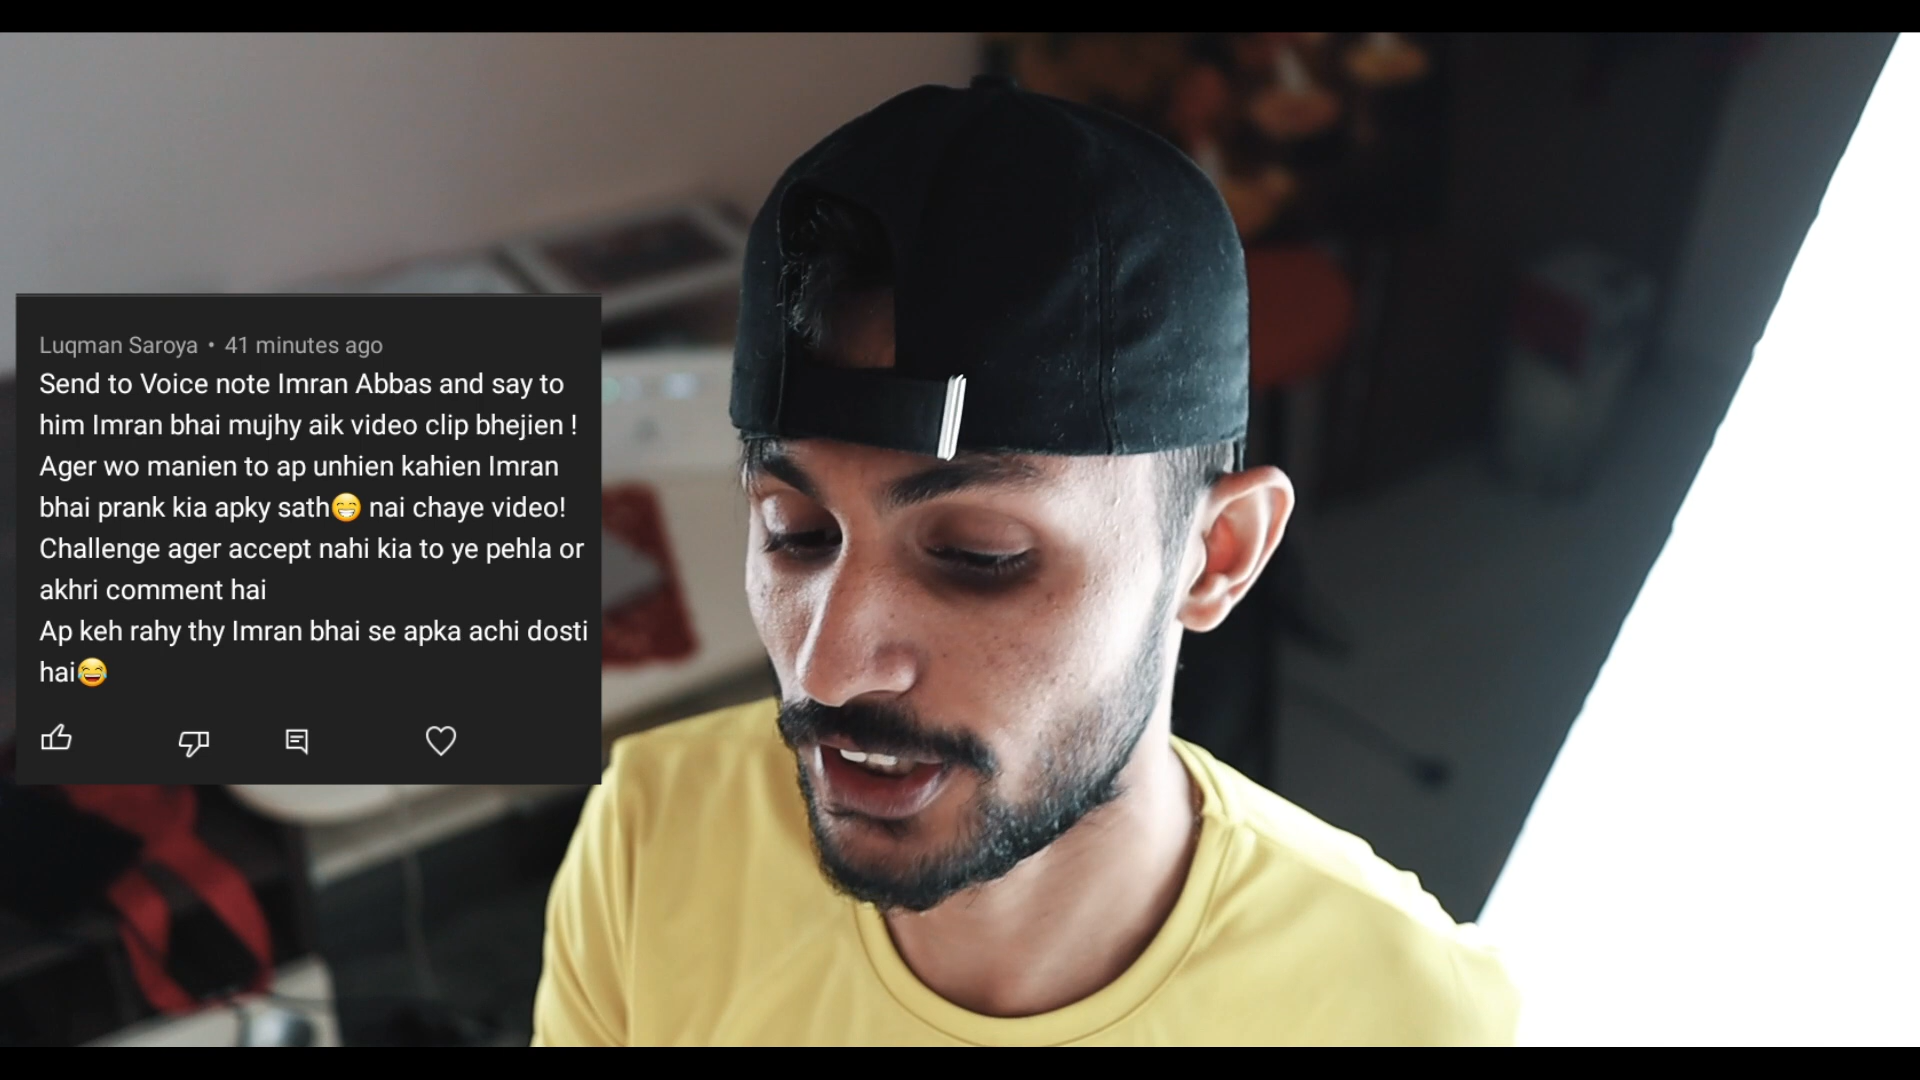 Luqman Saroya • 41 minutes ago
Send to Voice note Imran Abbas and say to
him Imran bhai mujhy aik video clip bhejien !
Ager wo manien to ap unhien kahien Imran
bhai prank kia apky sath😁 nai chaye video!
Challenge ager accept nahi kia to ye pehla or
akhri comment hai
Ap keh rahy thy Imran bhai se apka achi dosti
hai😂